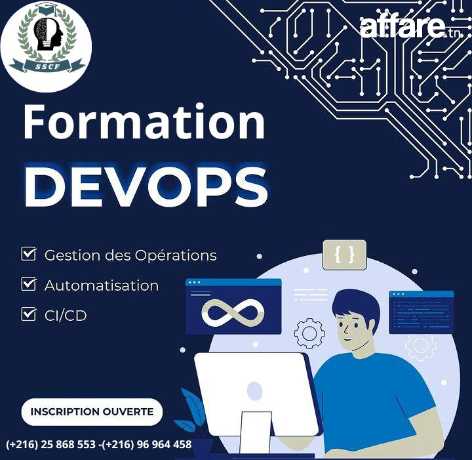 SSCF
affare.tn
Formation
DEVOPS
Gestion des Opérations
Automatisation
CI/CD
{ }
INSCRIPTION OUVERTE
(+216) 25 868 553 -(+216) 96 964 458